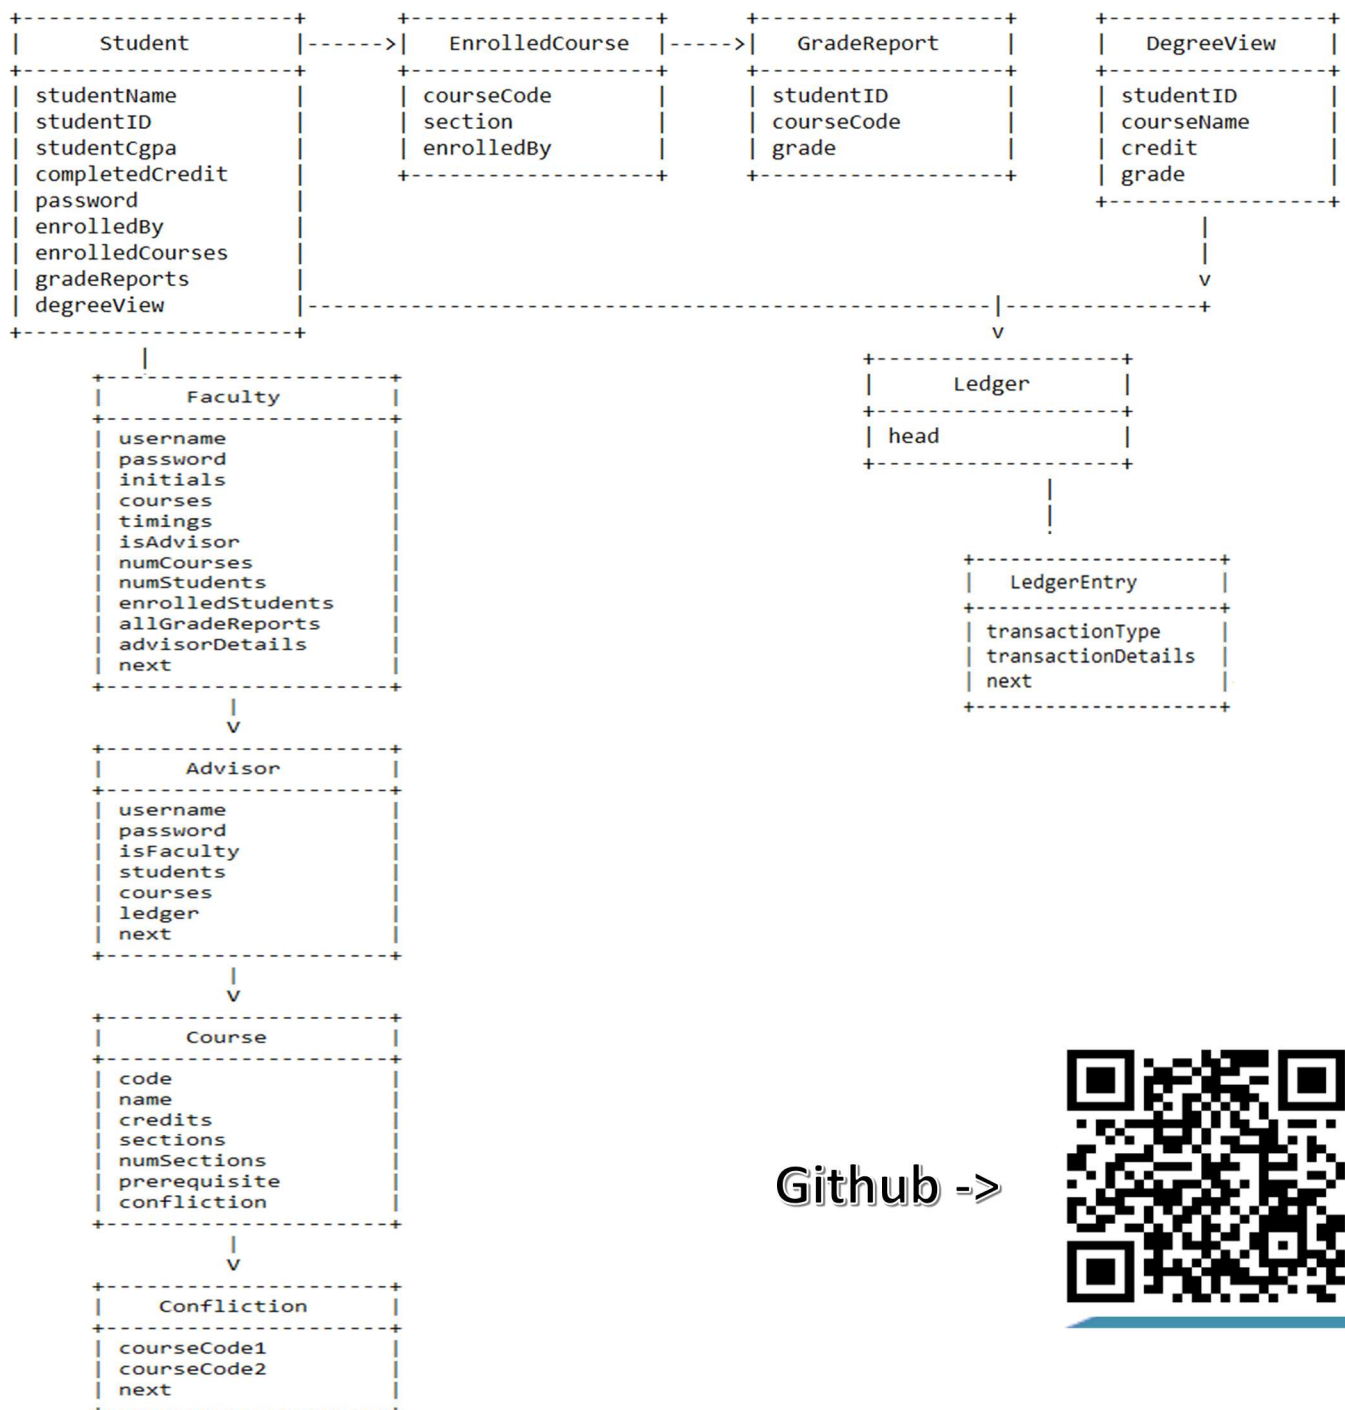 Student
studentName
studentID
studentCgpa
completedCredit
password
enrolledBy
enrolledCourses
gradeReports
degreeView
EnrolledCourse
courseCode
section
enrolledBy
GradeReport
studentID
courseCode
grade
DegreeView
studentID
courseName
credit
grade
Faculty
username
password
initials
courses
timings
isAdvisor
numCourses
numStudents
enrolledStudents
allGradeReports
advisorDetails
next
Ledger
head
LedgerEntry
transactionType
transactionDetails
next
Advisor
username
password
isFaculty
students
courses
ledger
next
Course
code
name
credits
sections
numSections
prerequisite
confliction
Confliction
courseCode1
courseCode2
next
Github ->